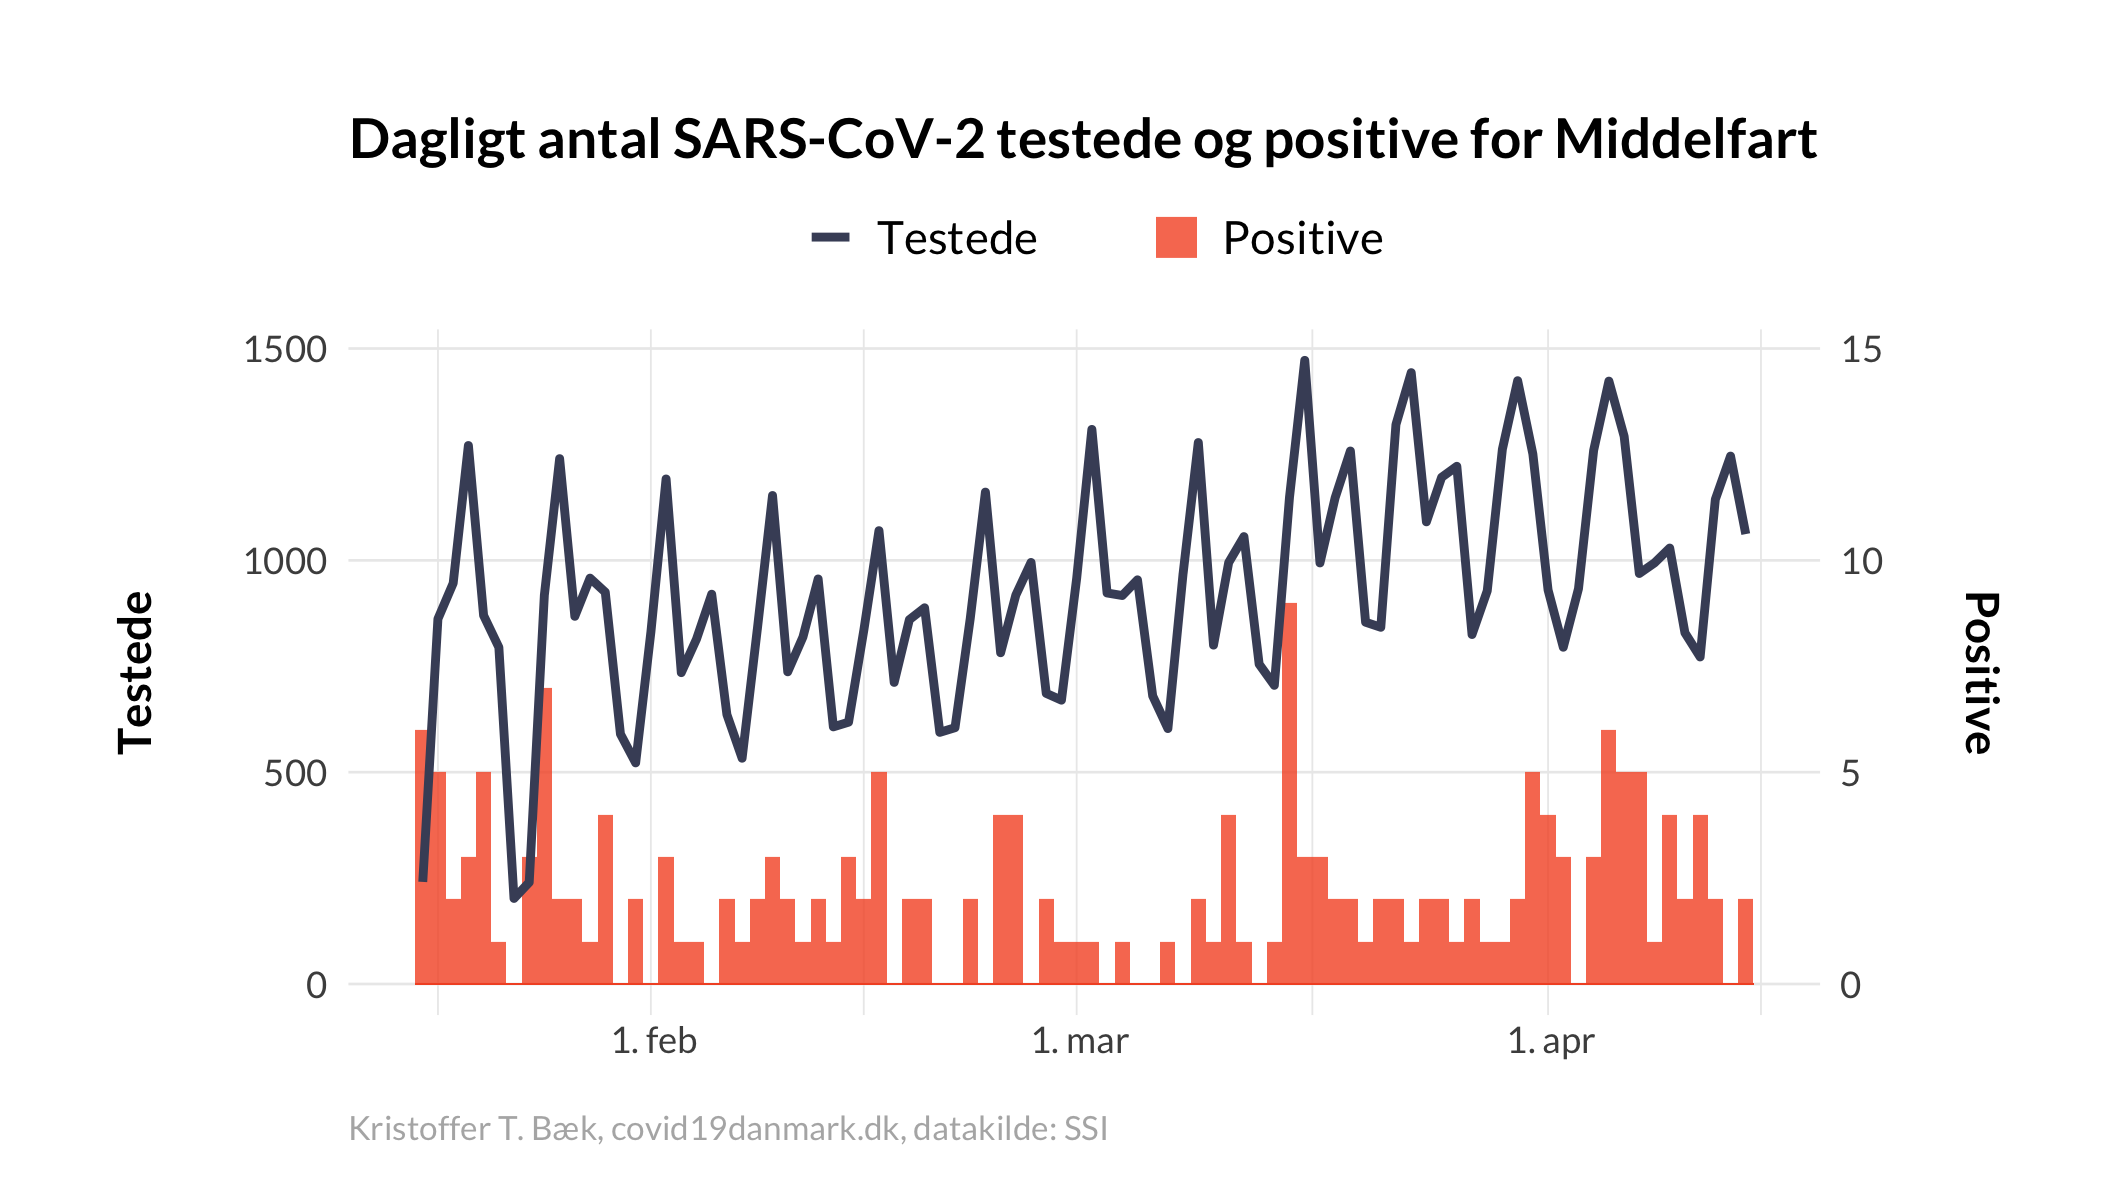 Dagligt antal SARS-CoV-2 testede og positive for Middelfart
Testede Positive
1500 15
1000 10
500 5
0 0
Testede
Positive
1. feb 1. mar 1. apr
Kristoffer T. Bæk, covid19danmark.dk, datakilde: SSI